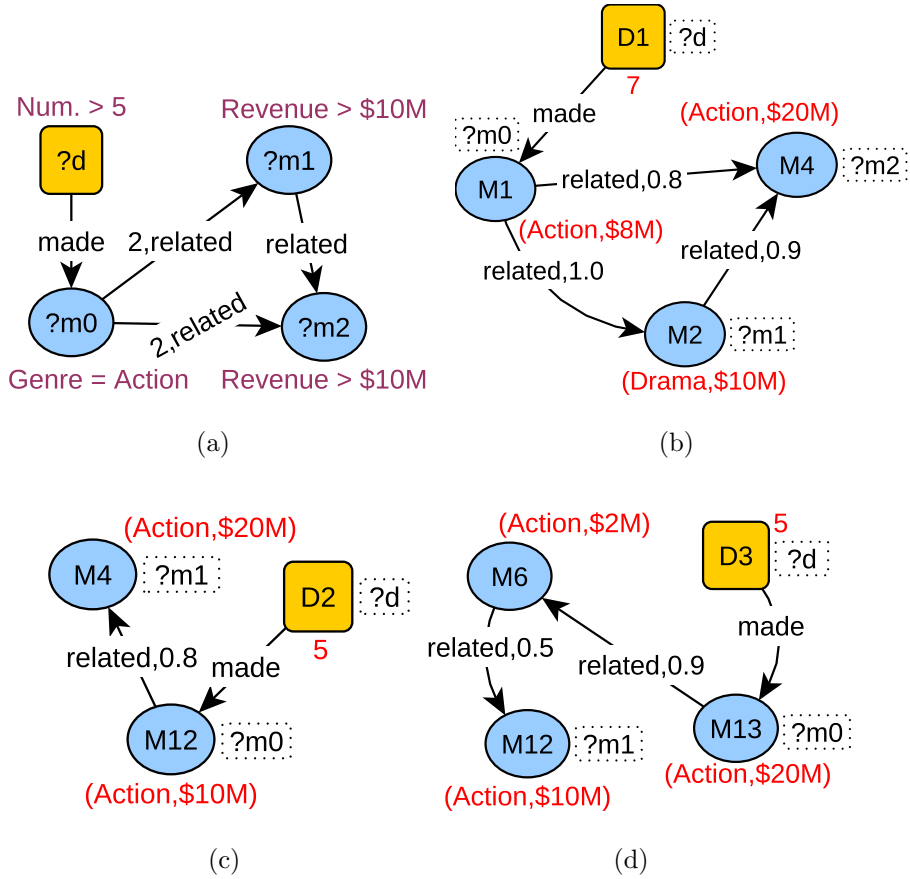 Num. > 5
Revenue > $10M
?d
?m1
made
2,related
related
?m0
2,related
?m2
Genre = Action
Revenue > $10M
(a)
D1
?d
7
made
(Action,$20M)
?m0
M1
related,0.8
M4
?m2
(Action,$8M)
related,1.0
related,0.9
M2
?m1
(Drama,$10M)
(b)
(Action,$20M)
M4
?m1
D2
?d
5
related,0.8
made
M12
?m0
(Action,$10M)
(c)
(Action,$2M)
5
M6
D3
?d
related,0.5
made
related,0.9
M12
?m1
M13
?m0
(Action,$20M)
(Action,$10M)
(d)